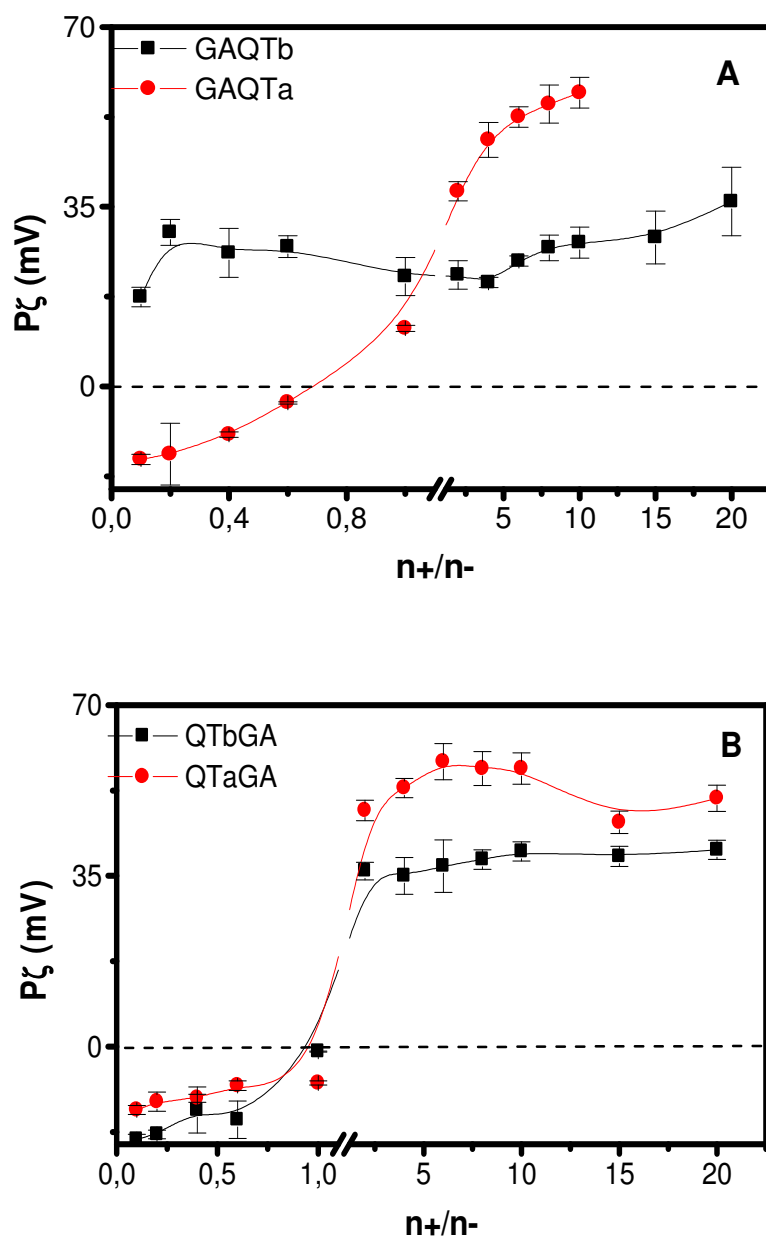 70
GAQTb
GAQTa
A
35
Pζ (mV)
0
0,0 0,4 0,8 5 10 15 20
n+/n-
70
QTbGA
QTaGA
B
35
Pζ (mV)
0
0,0 0,5 1,0 5 10 15 20
n+/n-